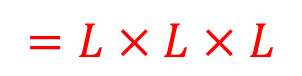 = L × L × L